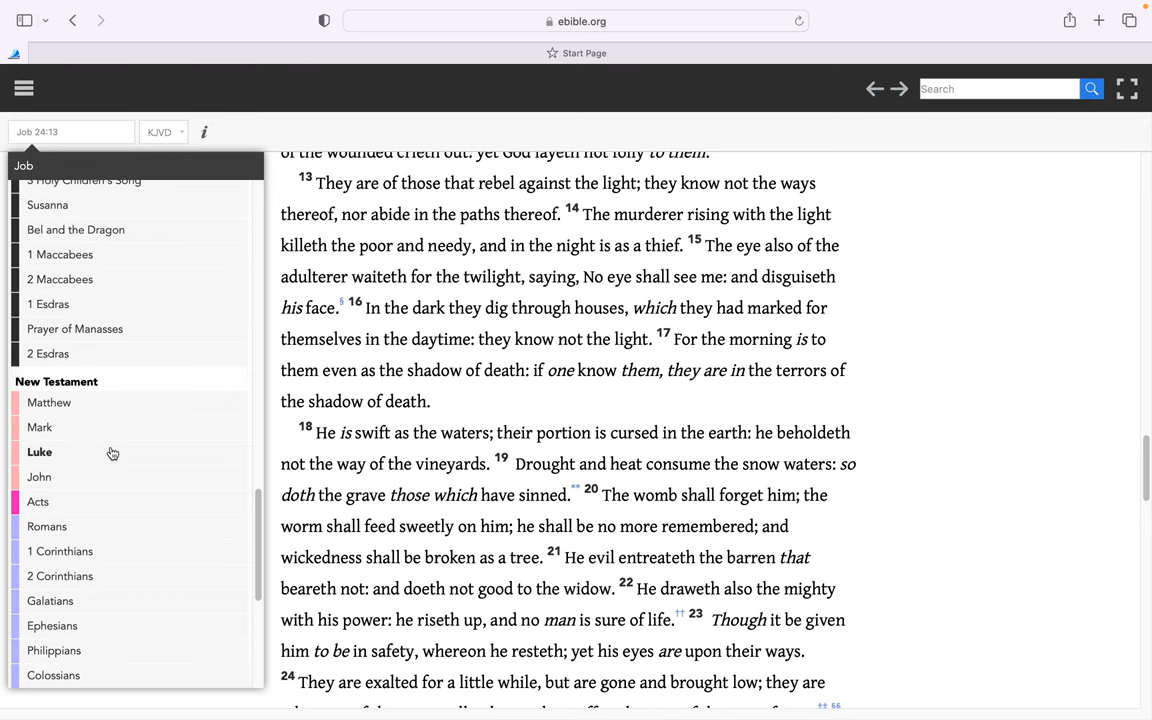 ebible.org
Start Page
Search
Job 24:13
KJVD
i
Job
3 Holy Children's Song
Susanna
Bel and the Dragon
1 Maccabees
2 Maccabees
1 Esdras
Prayer of Manasses
2 Esdras
New Testament
Matthew
Mark
Luke
John
Acts
Romans
1 Corinthians
2 Corinthians
Galatians
Ephesians
Philippians
Colossians
of the wounded crieth out: yet God layeth not folly to them.
13 They are of those that rebel against the light; they know not the ways
thereof, nor abide in the paths thereof. 14 The murderer rising with the light
killeth the poor and needy, and in the night is as a thief. 15 The eye also of the
adulterer waiteth for the twilight, saying, No eye shall see me: and disguiseth
his face.§ 16 In the dark they dig through houses, which they had marked for
themselves in the daytime: they know not the light. 17 For the morning is to
them even as the shadow of death: if one know them, they are in the terrors of
the shadow of death.
18 He is swift as the waters; their portion is cursed in the earth: he beholdeth
not the way of the vineyards. 19 Drought and heat consume the snow waters: so
doth the grave those which have sinned.** 20 The womb shall forget him; the
worm shall feed sweetly on him; he shall be no more remembered; and
wickedness shall be broken as a tree. 21 He evil entreateth the barren that
beareth not: and doeth not good to the widow. 22 He draweth also the mighty
with his power: he riseth up, and no man is sure of life.†† 23 Though it be given
him to be in safety, whereon he resteth; yet his eyes are upon their ways.
24 They are exalted for a little while, but are gone and brought low; they are